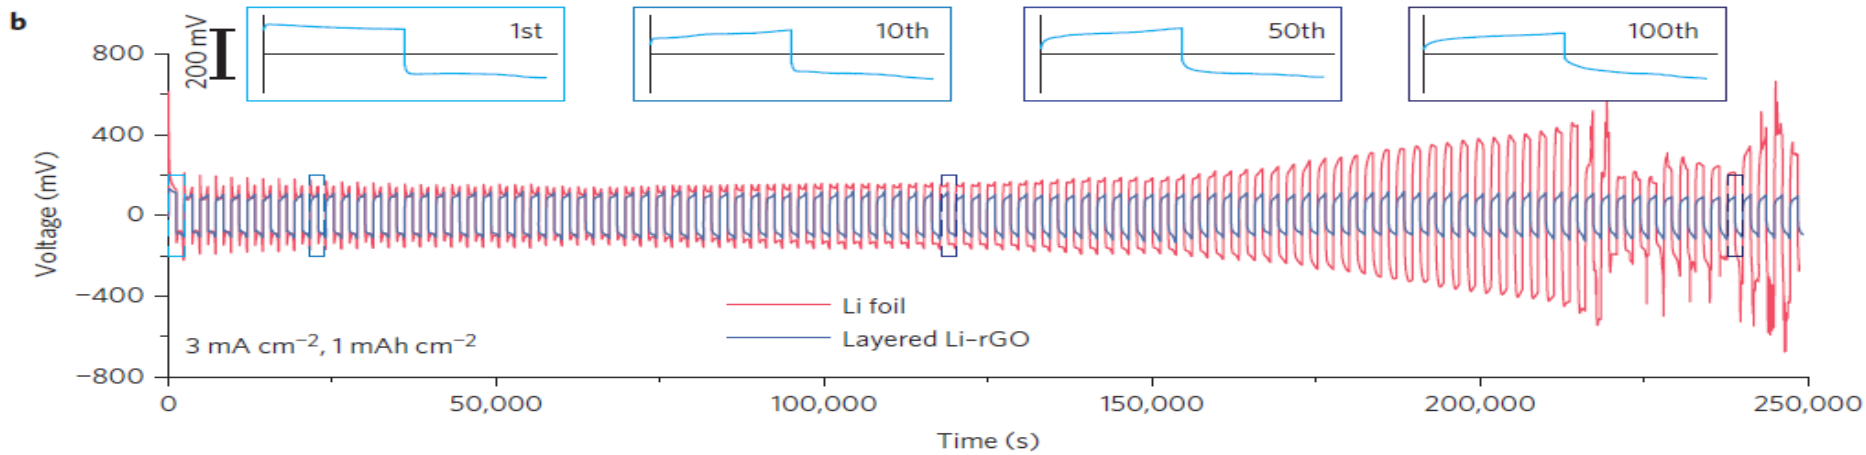 b
200 mV
1st
10th
50th
100th
800
400
0
−400
−800
Voltage (mV)
Li foil
Layered Li–rGO
3 mA cm⁻², 1 mAh cm⁻²
0
50,000
100,000
150,000
200,000
250,000
Time (s)